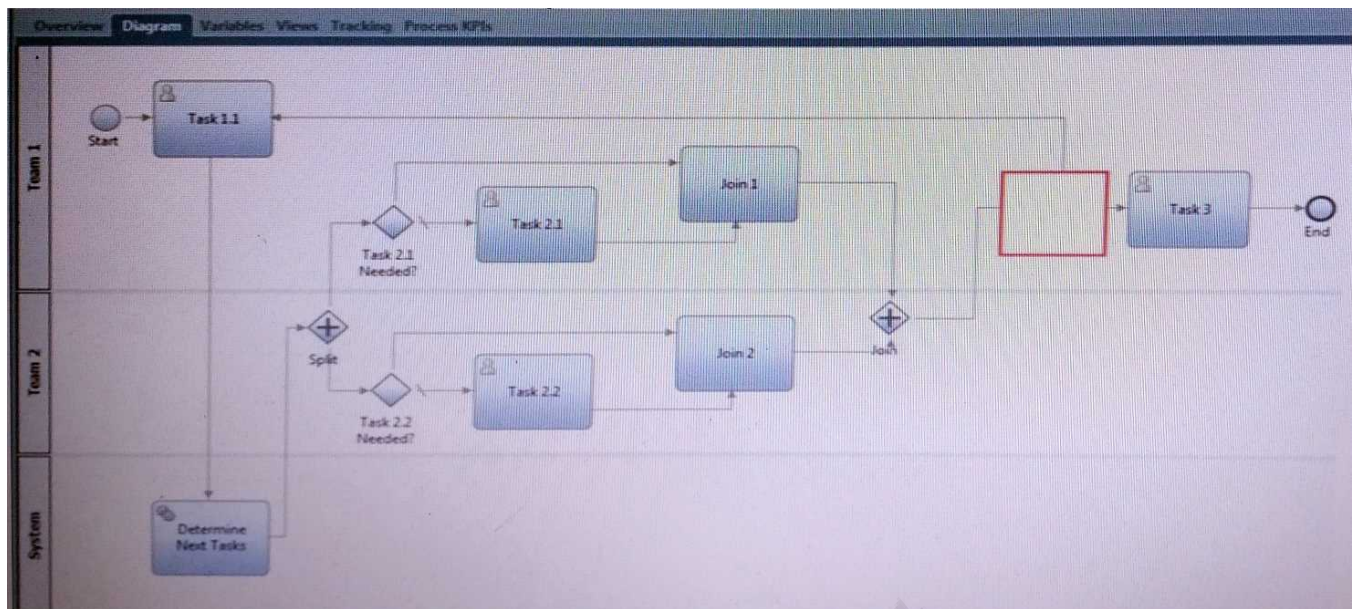 Overview Diagram Variables Views Tracking Process KPIs
Team 1
Start
Task 1.1
Task 2.1
Needed?
Task 2.1
Join 1
Task 3
End
Team 2
Split
Task 2.2
Needed?
Task 2.2
Join 2
Join
System
Determine
Next Tasks